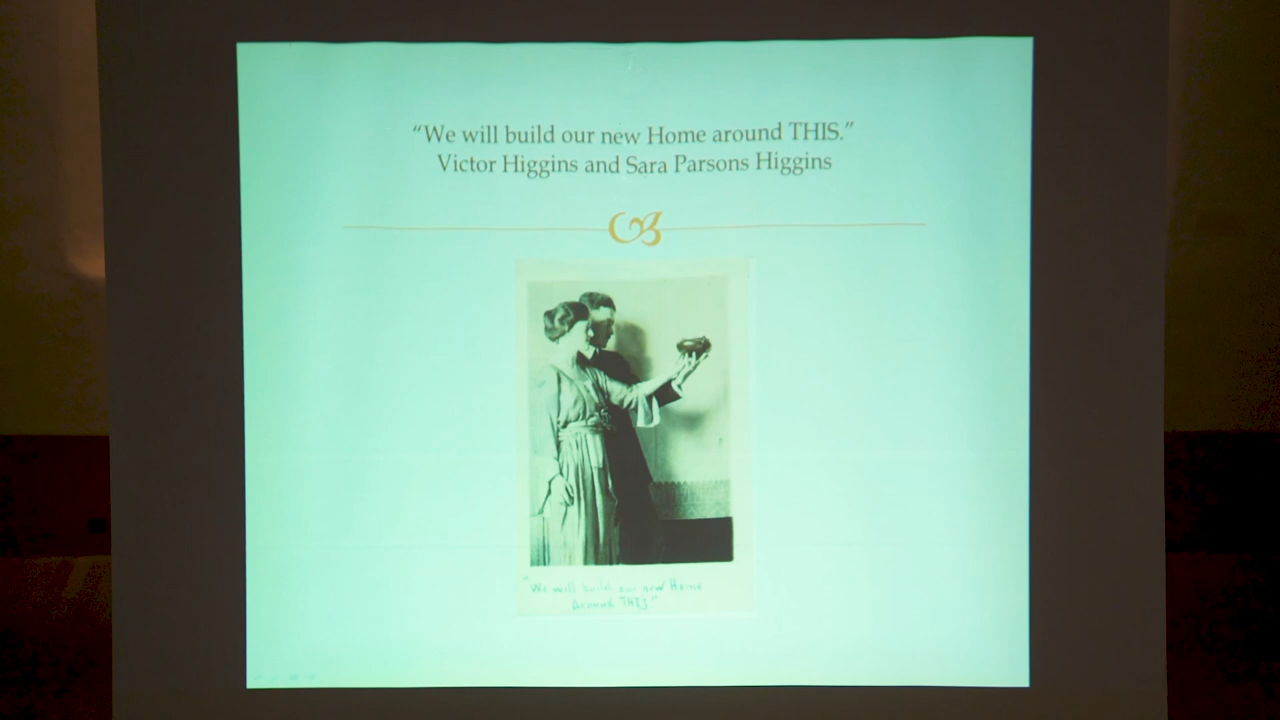 “We will build our new Home around THIS.”
Victor Higgins and Sara Parsons Higgins
"We will build our new Home
Around THIS."